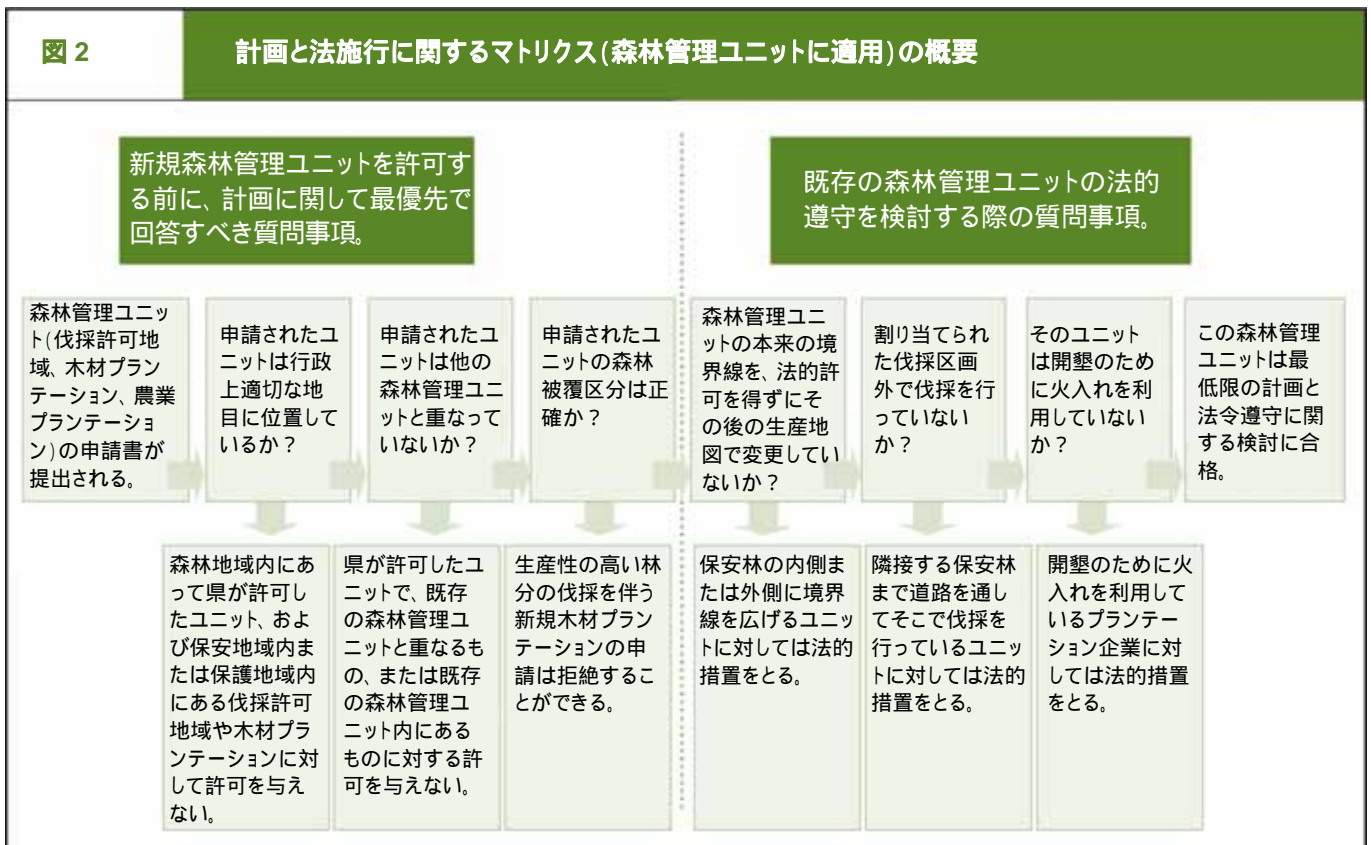 図 2
計画と法施行に関するマトリクス(森林管理ユニットに適用)の概要
新規森林管理ユニットを許可す
る前に、計画に関して最優先で
回答すべき質問事項。
既存の森林管理ユニットの法的
遵守を検討する際の質問事項。
森林管理ユニッ
ト(伐採許可地
域、木材プラン
テーション、農業
プランテーショ
ン)の申請書が
提出される。
申請されたユ
ニットは行政
上適切な地
目に位置して
いるか？
申請されたユ
ニットは他の
森林管理ユニ
ットと重なって
いないか？
申請されたユ
ニットの森林
被覆区分は正
確か？
森林管理ユニ
ットの本来の境
界線を、法的許
可を得ずにそ
の後の生産地
図で変更してい
ないか？
割り当てられ
た伐採区画
外で伐採を行
っていない
か？
そのユニット
は開墾のため
に火入れを利
用していない
か？
この森林管理
ユニットは最
低限の計画と
法令遵守に関
する検討に合
格。
森林地域内にあ
って県が許可し
たユニット、およ
び保安地域内ま
たは保護地域内
にある伐採許可
地域や木材プラ
ンテーションに対
して許可を与え
ない。
県が許可したユ
ニットで、既存
の森林管理ユ
ニットと重なるも
の、または既存
の森林管理ユ
ニット内にある
ものに対する許
可を与えない。
生産性の高い林
分の伐採を伴う
新規木材プラン
テーションの申
請は拒絶するこ
とができる。
保安林の内側ま
たは外側に境界
線を広げるユニッ
トに対しては法的
措置をとる。
隣接する保安林
まで道路を通し
てそこで伐採を
行っているユニッ
トに対しては法的
措置をとる。
開墾のために火
入れを利用して
いるプランテー
ション企業に対
しては法的措置
をとる。